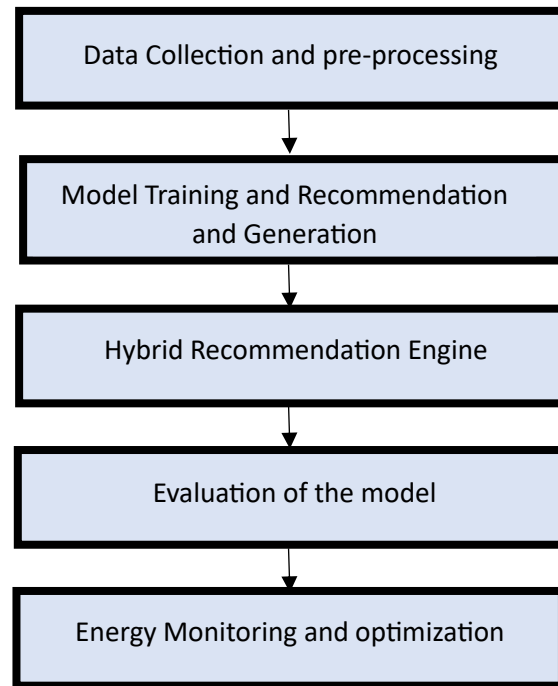 Data Collection and pre-processing
Model Training and Recommendation
and Generation
Hybrid Recommendation Engine
Evaluation of the model
Energy Monitoring and optimization